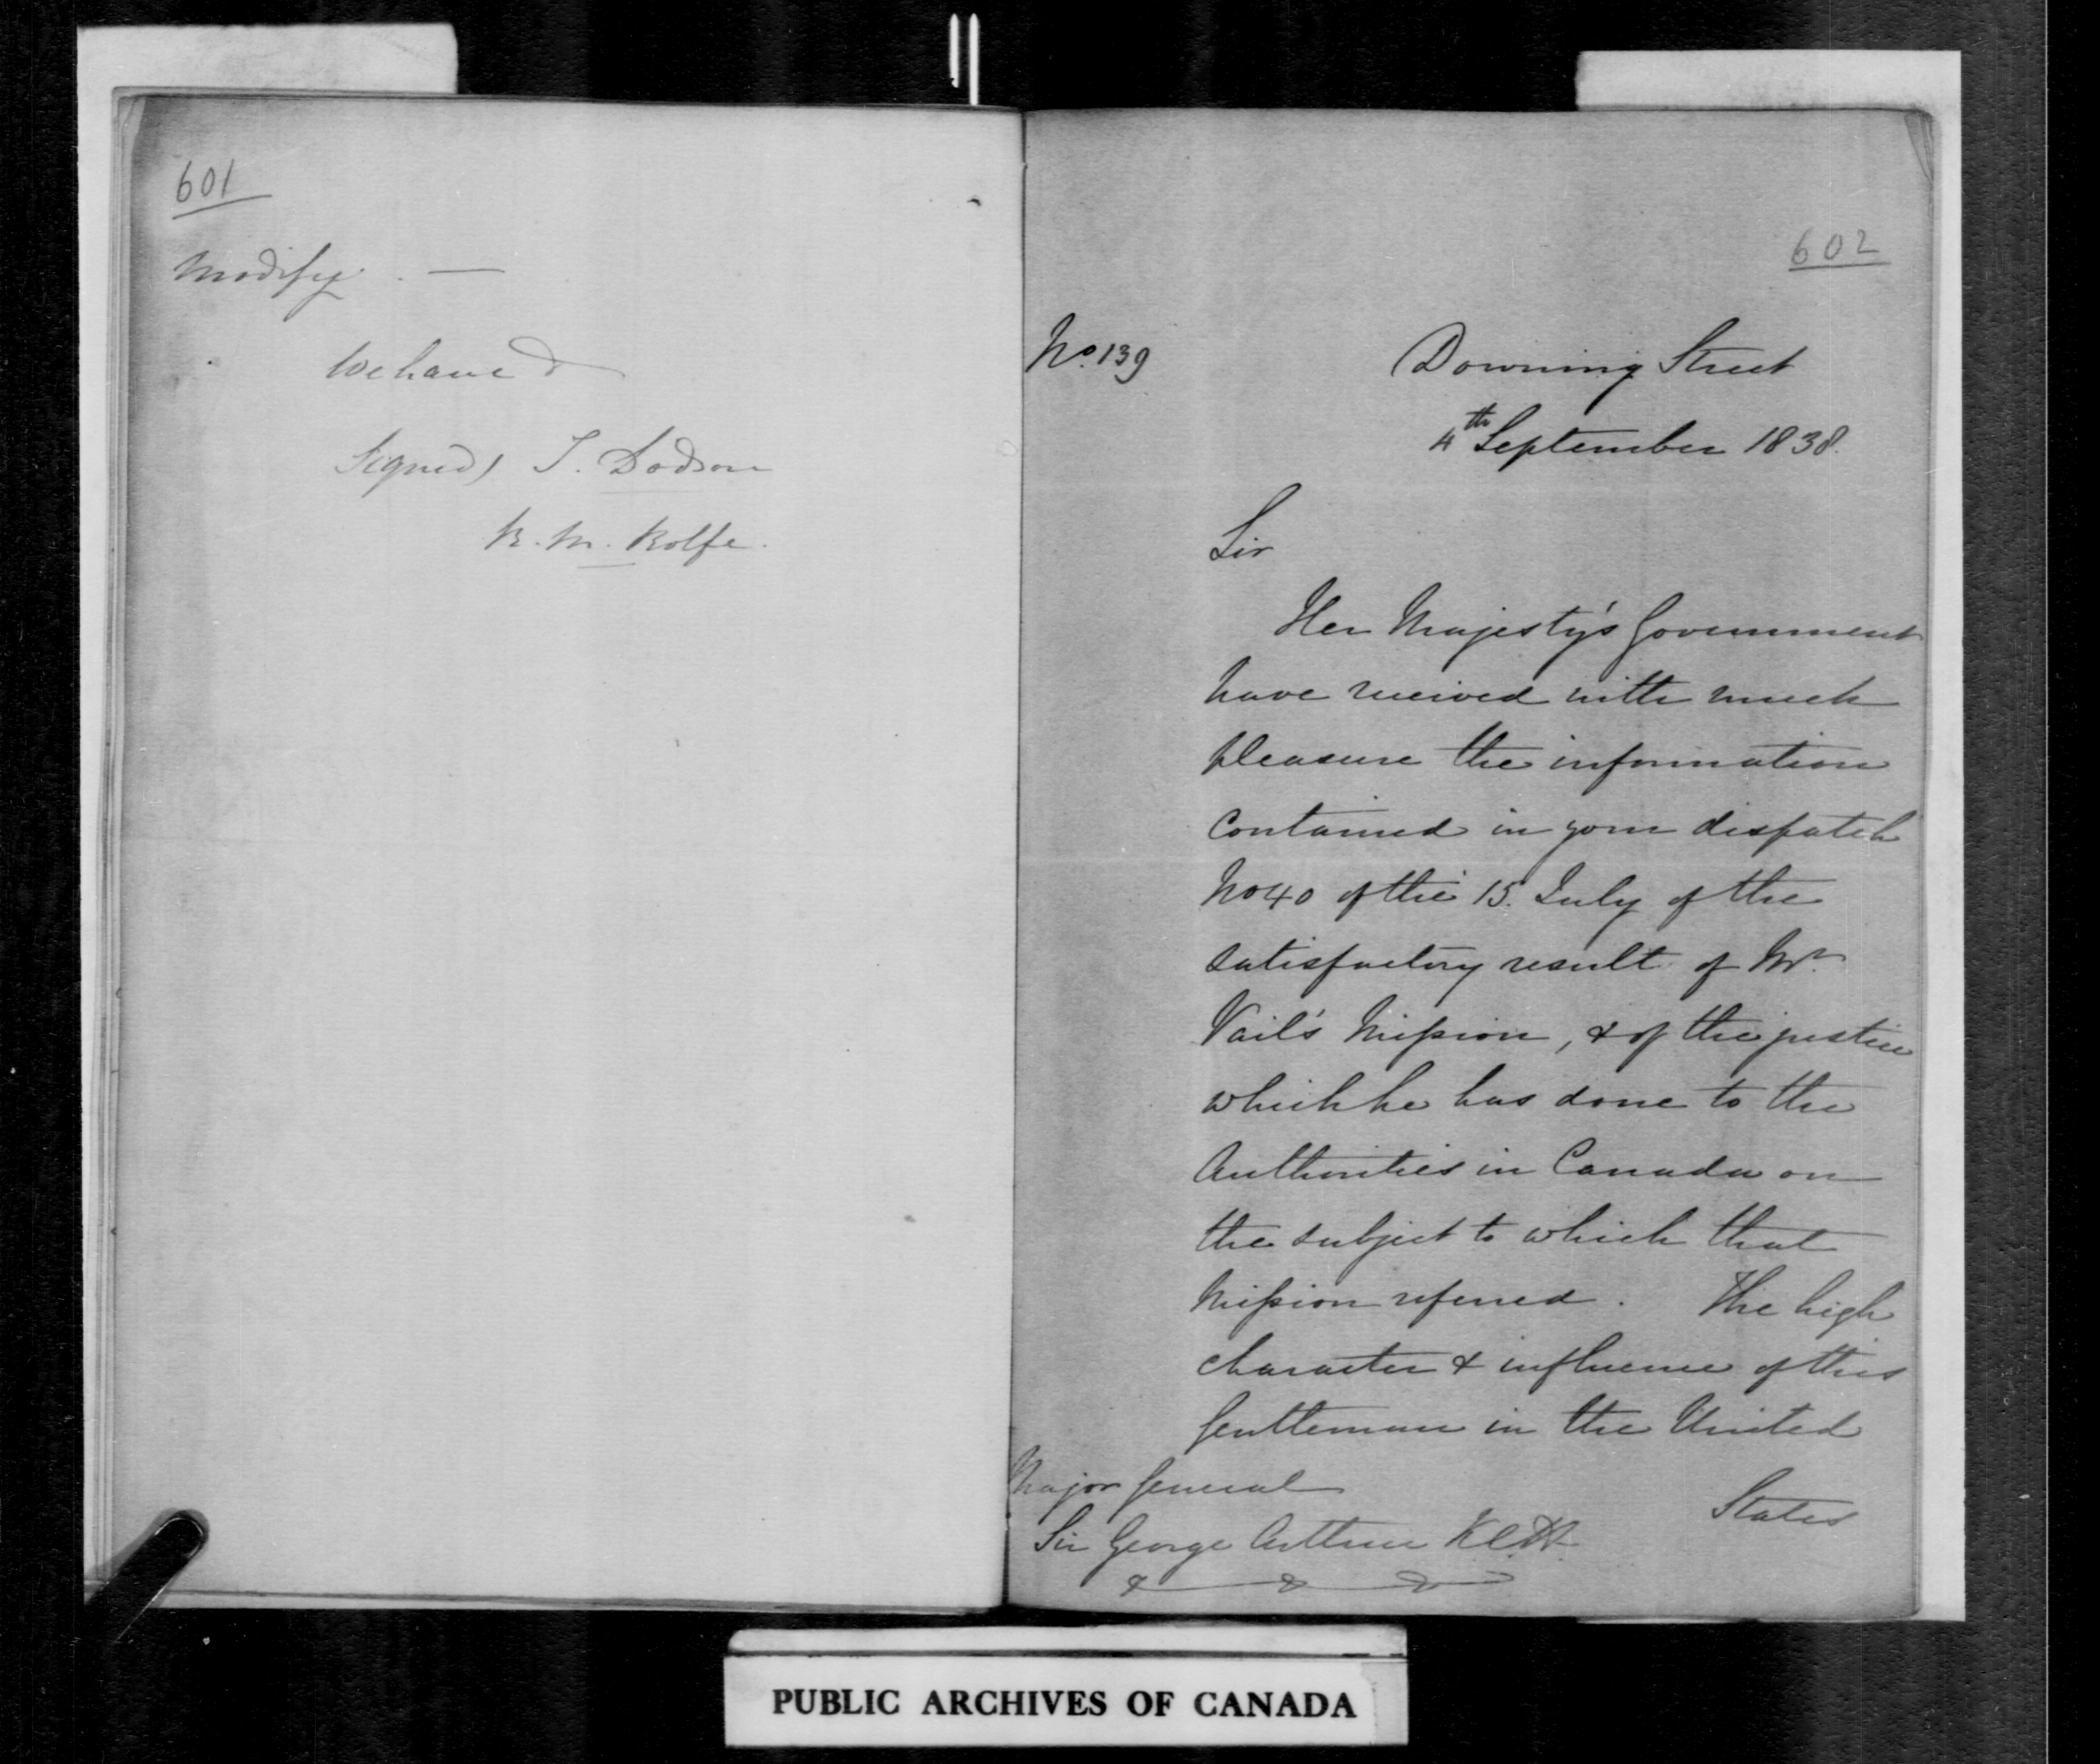 601
Modify. —
We have &
Signed) J. Dodson
R. M. Rolfe.
602
No. 139
Downing Street
4th September 1838.
Sir
Her Majesty's Government
have received with much
pleasure the information
contained in your dispatch
No 40 of the 15. July of the
satisfactory result of Mr.
Vail's Mission, & of the justice
which he has done to the
Authorities in Canada on
the subject to which that
Mission referred. The high
character & influence of this
Gentleman in the United
States
Major General
Sir George Arthur KCH
& & &
PUBLIC ARCHIVES OF CANADA